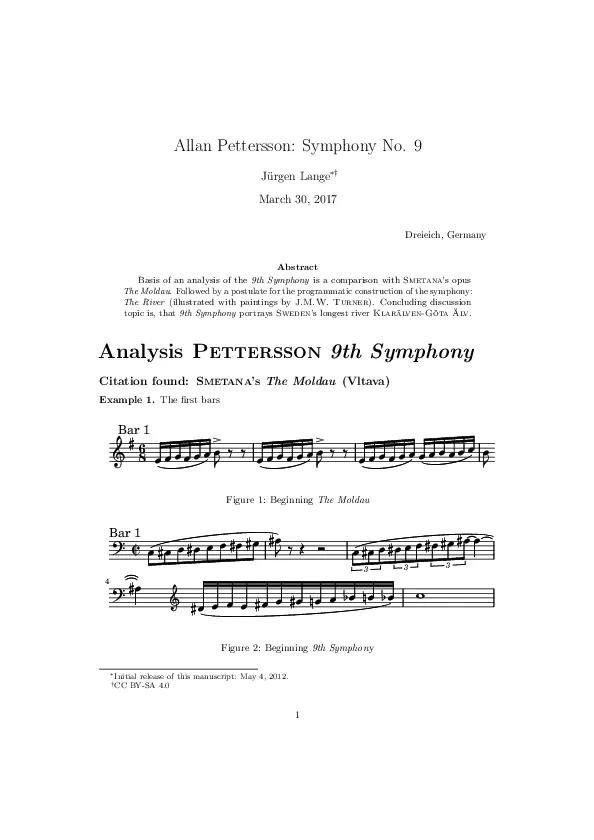 Allan Pettersson: Symphony No. 9
Jürgen Lange*†
March 30, 2017
Dreieich, Germany
Abstract
Basis of an analysis of the 9th Symphony is a comparison with SMETANA's opus
The Moldau. Followed by a postulate for the programmatic construction of the symphony:
The River (illustrated with paintings by J.M.W. TURNER). Concluding discussion
topic is, that 9th Symphony portrays SWEDEN's longest river KLARÄLVEN-GÖTA ÄLV.
Analysis PETTERSSON 9th Symphony
Citation found: SMETANA's The Moldau (Vltava)
Example 1. The first bars
Bar 1
6
8
Figure 1: Beginning The Moldau
Bar 1
3 3 3
4
Figure 2: Beginning 9th Symphony
*Initial release of this manuscript: May 4, 2012.
†CC BY-SA 4.0
1